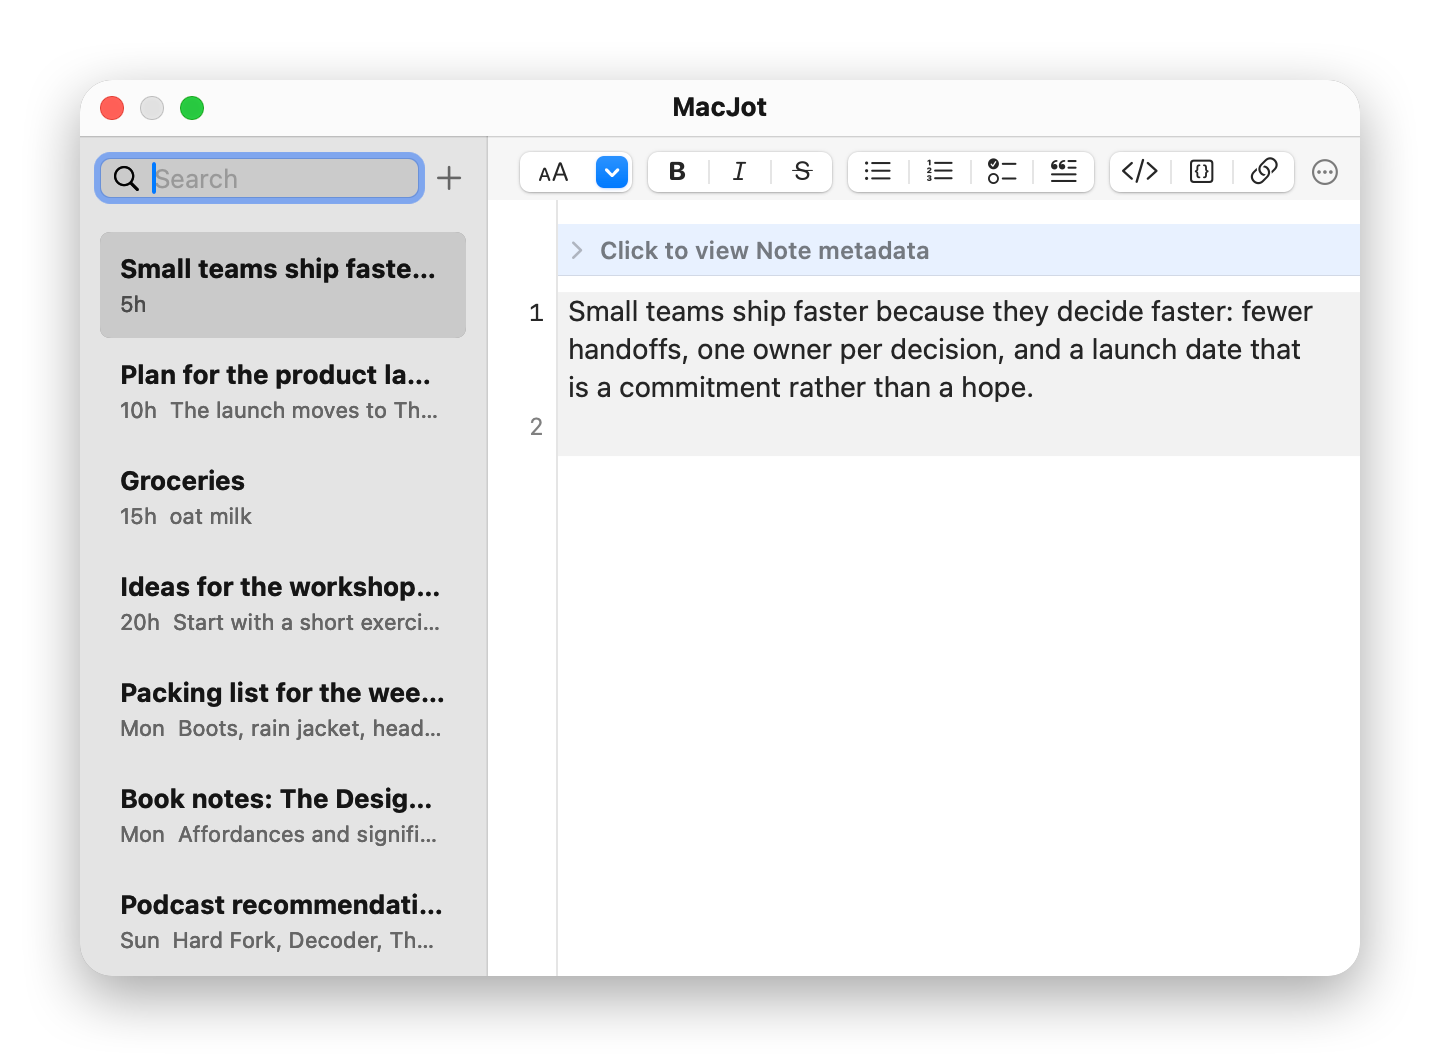 MacJot
Search
Small teams ship faste...
5h
Plan for the product la...
10h The launch moves to Th...
Groceries
15h oat milk
Ideas for the workshop...
20h Start with a short exerci...
Packing list for the wee...
Mon Boots, rain jacket, head...
Book notes: The Desig...
Mon Affordances and signifi...
Podcast recommendati...
Sun Hard Fork, Decoder, Th...
AA B I S
Click to view Note metadata
1 Small teams ship faster because they decide faster: fewer
handoffs, one owner per decision, and a launch date that
is a commitment rather than a hope.
2